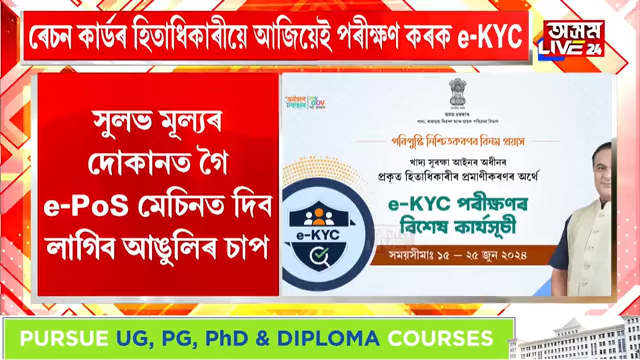 ৰেচন কাৰ্ডৰ হিতাধিকাৰীয়ে আজিয়েই পৰীক্ষণ কৰক e-KYC
অসম
LIVE 24
সুলভ মূল্যৰ
দোকানত গৈ
e-PoS মেচিনত দিব
লাগিব আঙুলিৰ চাপ
অসম চৰকাৰ
পৰিপুষ্টি নিশ্চিতকৰণৰ বিনম্ৰ প্ৰয়াস
খাদ্য সুৰক্ষা আইনৰ অধীনৰ
প্ৰকৃত হিতাধিকাৰীৰ প্ৰমাণীকৰণৰ অৰ্থে
e-KYC পৰীক্ষণৰ
বিশেষ কাৰ্যসূচী
e-KYC
সময়সীমাঃ ১৫ - ২৫ জুন ২০২৪
PURSUE UG, PG, PhD & DIPLOMA COURSES